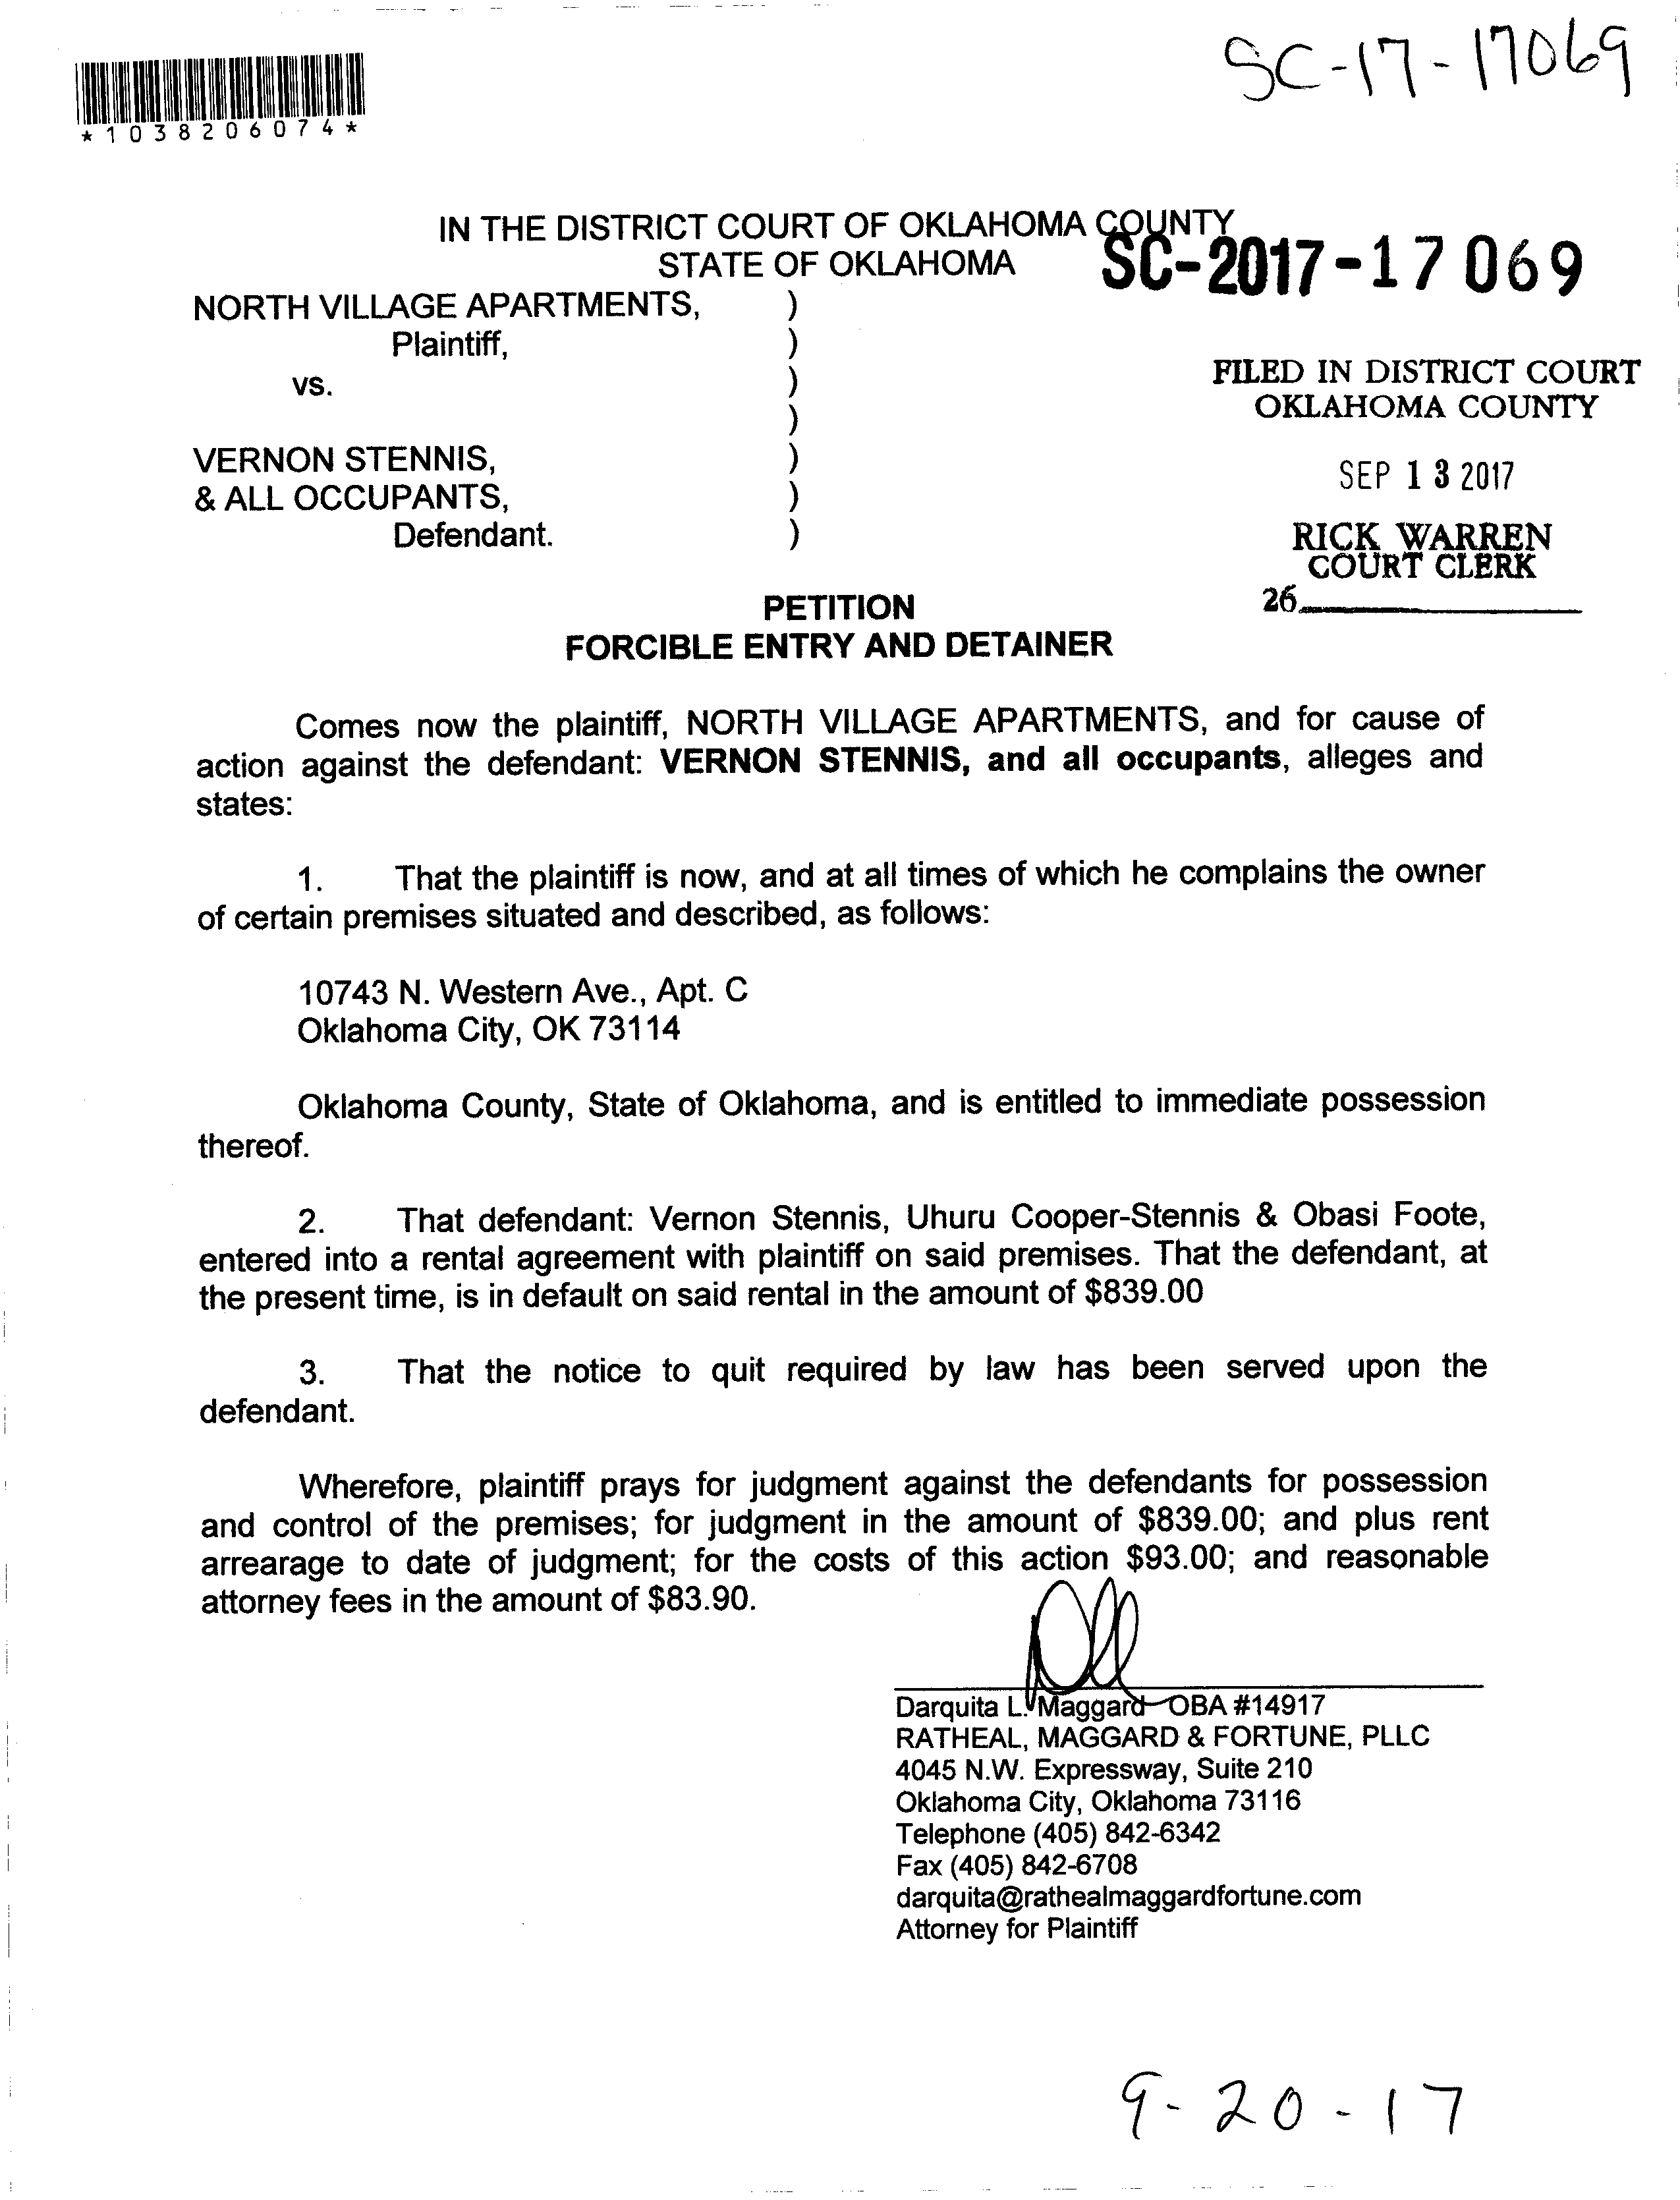 SC-17-17069
*1038206074*
IN THE DISTRICT COURT OF OKLAHOMA COUNTY
STATE OF OKLAHOMA
SC-2017-17069
NORTH VILLAGE APARTMENTS, )
Plaintiff, )
vs. )
)
VERNON STENNIS, )
& ALL OCCUPANTS, )
Defendant. )
FILED IN DISTRICT COURT
OKLAHOMA COUNTY
SEP 13 2017
RICK WARREN
COURT CLERK
26
PETITION
FORCIBLE ENTRY AND DETAINER
Comes now the plaintiff, NORTH VILLAGE APARTMENTS, and for cause of
action against the defendant: VERNON STENNIS, and all occupants, alleges and
states:
1. That the plaintiff is now, and at all times of which he complains the owner
of certain premises situated and described, as follows:
10743 N. Western Ave., Apt. C
Oklahoma City, OK 73114
Oklahoma County, State of Oklahoma, and is entitled to immediate possession
thereof.
2. That defendant: Vernon Stennis, Uhuru Cooper-Stennis & Obasi Foote,
entered into a rental agreement with plaintiff on said premises. That the defendant, at
the present time, is in default on said rental in the amount of $839.00
3. That the notice to quit required by law has been served upon the
defendant.
Wherefore, plaintiff prays for judgment against the defendants for possession
and control of the premises; for judgment in the amount of $839.00; and plus rent
arrearage to date of judgment; for the costs of this action $93.00; and reasonable
attorney fees in the amount of $83.90.
Darquita L. Maggard OBA #14917
RATHEAL, MAGGARD & FORTUNE, PLLC
4045 N.W. Expressway, Suite 210
Oklahoma City, Oklahoma 73116
Telephone (405) 842-6342
Fax (405) 842-6708
darquita@rathealmaggardfortune.com
Attorney for Plaintiff
9-20-17